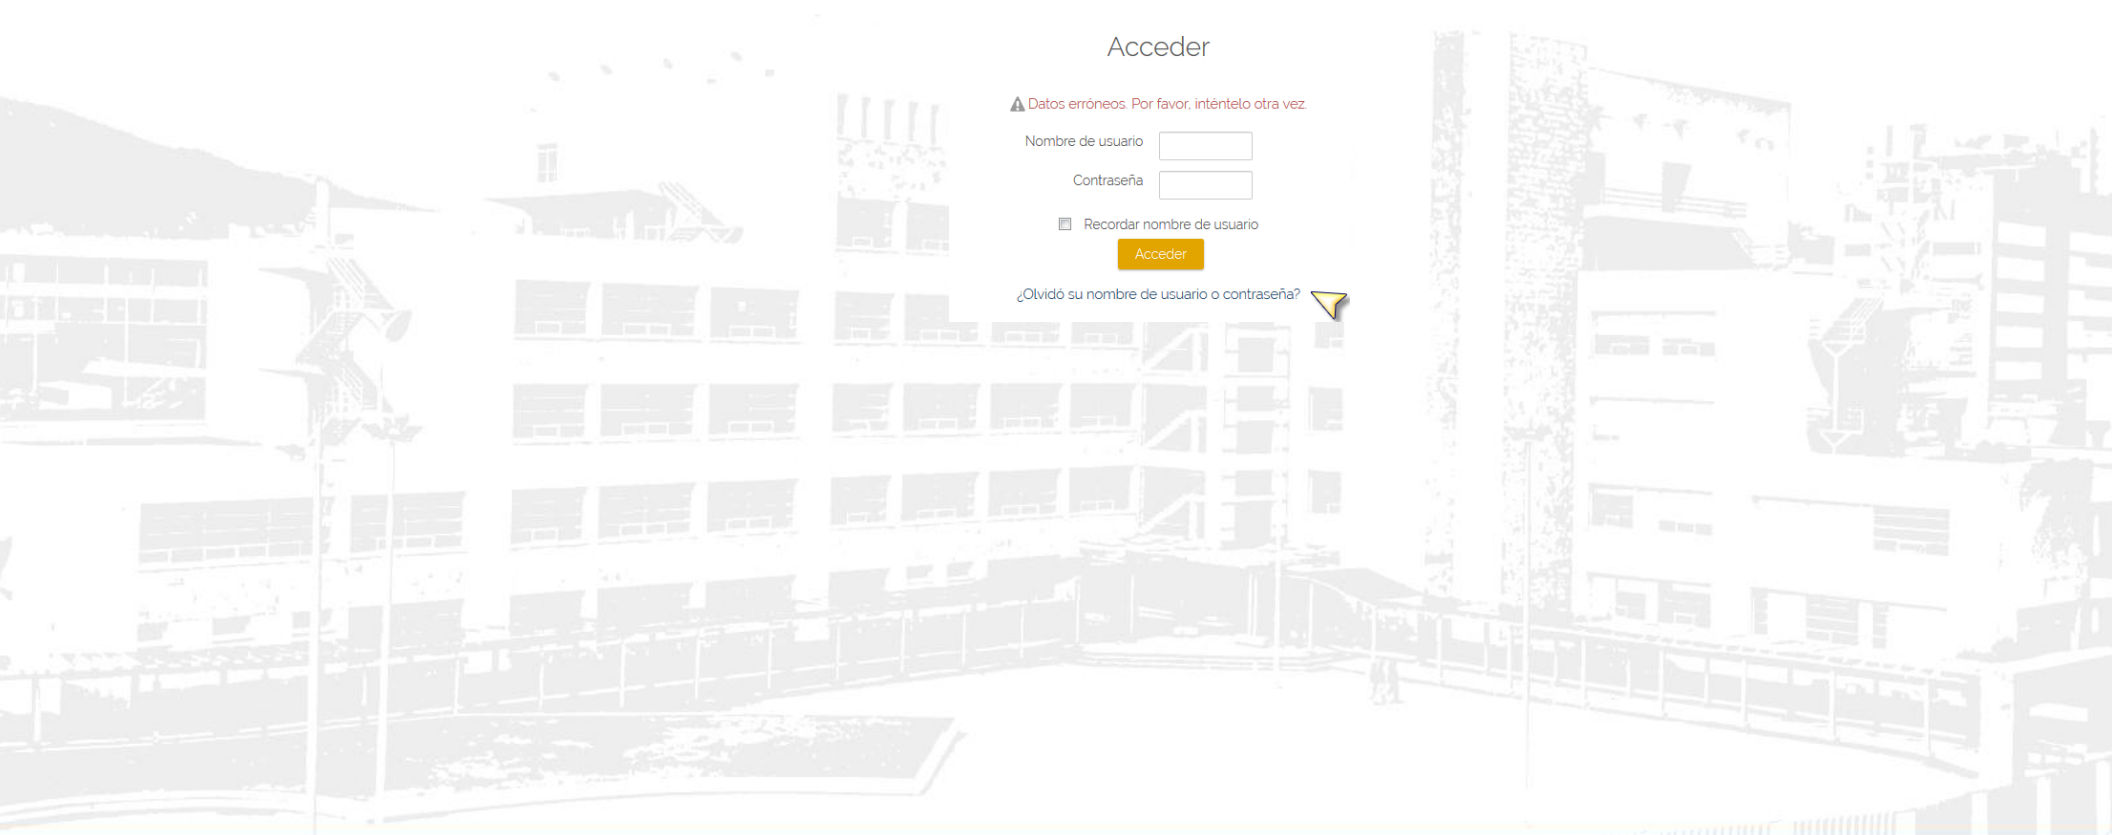 Acceder
Datos erróneos. Por favor, inténtelo otra vez.
Nombre de usuario
Contraseña
Recordar nombre de usuario
Acceder
¿Olvidó su nombre de usuario o contraseña?